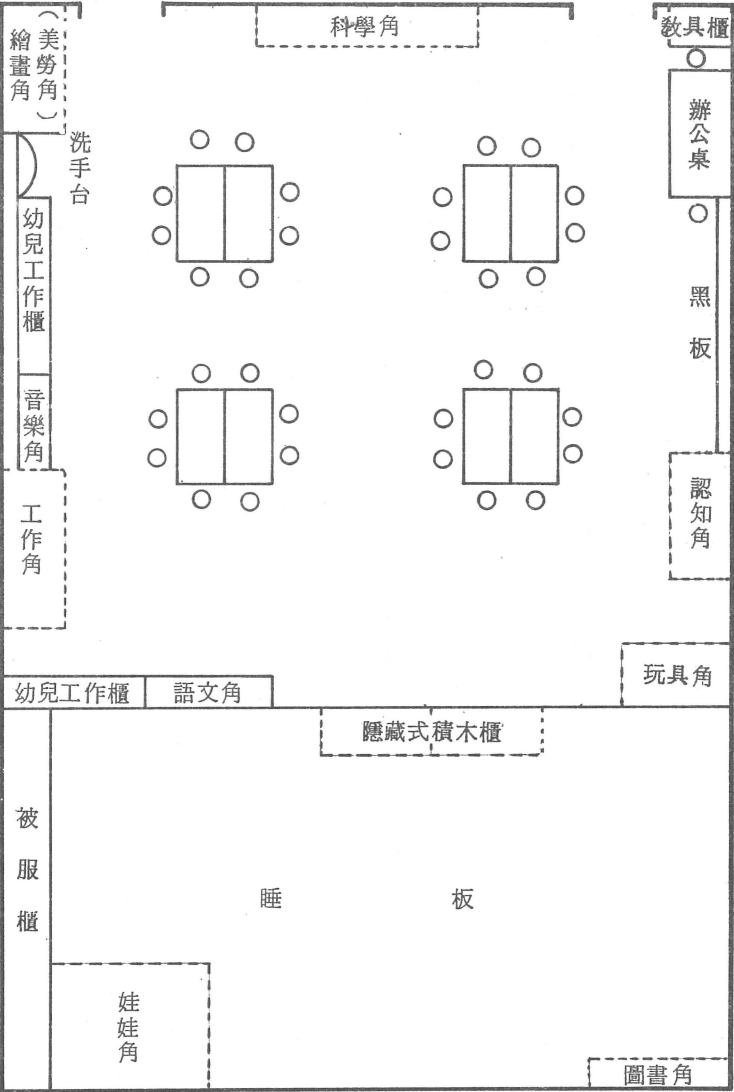 （美勞角）
繪畫角
科學角
教具櫃
辦公桌
洗手台
幼兒工作櫃
黑板
音樂角
工作角
認知角
玩具角
幼兒工作櫃
語文角
隱藏式積木櫃
被服櫃
睡板
娃娃角
圖書角